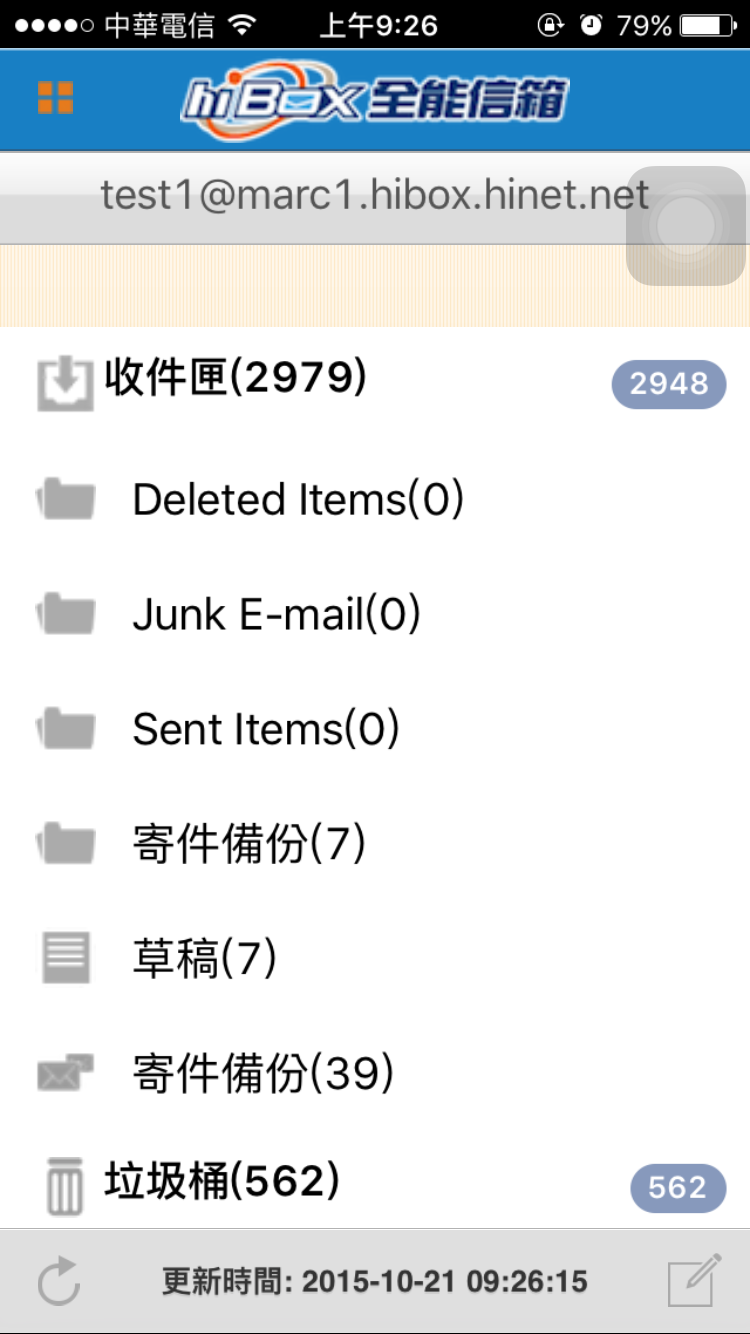 中華電信 上午9:26 79%
hiBox全能信箱
test1@marc1.hibox.hinet.net
收件匣(2979) 2948
Deleted Items(0)
Junk E-mail(0)
Sent Items(0)
寄件備份(7)
草稿(7)
寄件備份(39)
垃圾桶(562) 562
更新時間: 2015-10-21 09:26:15